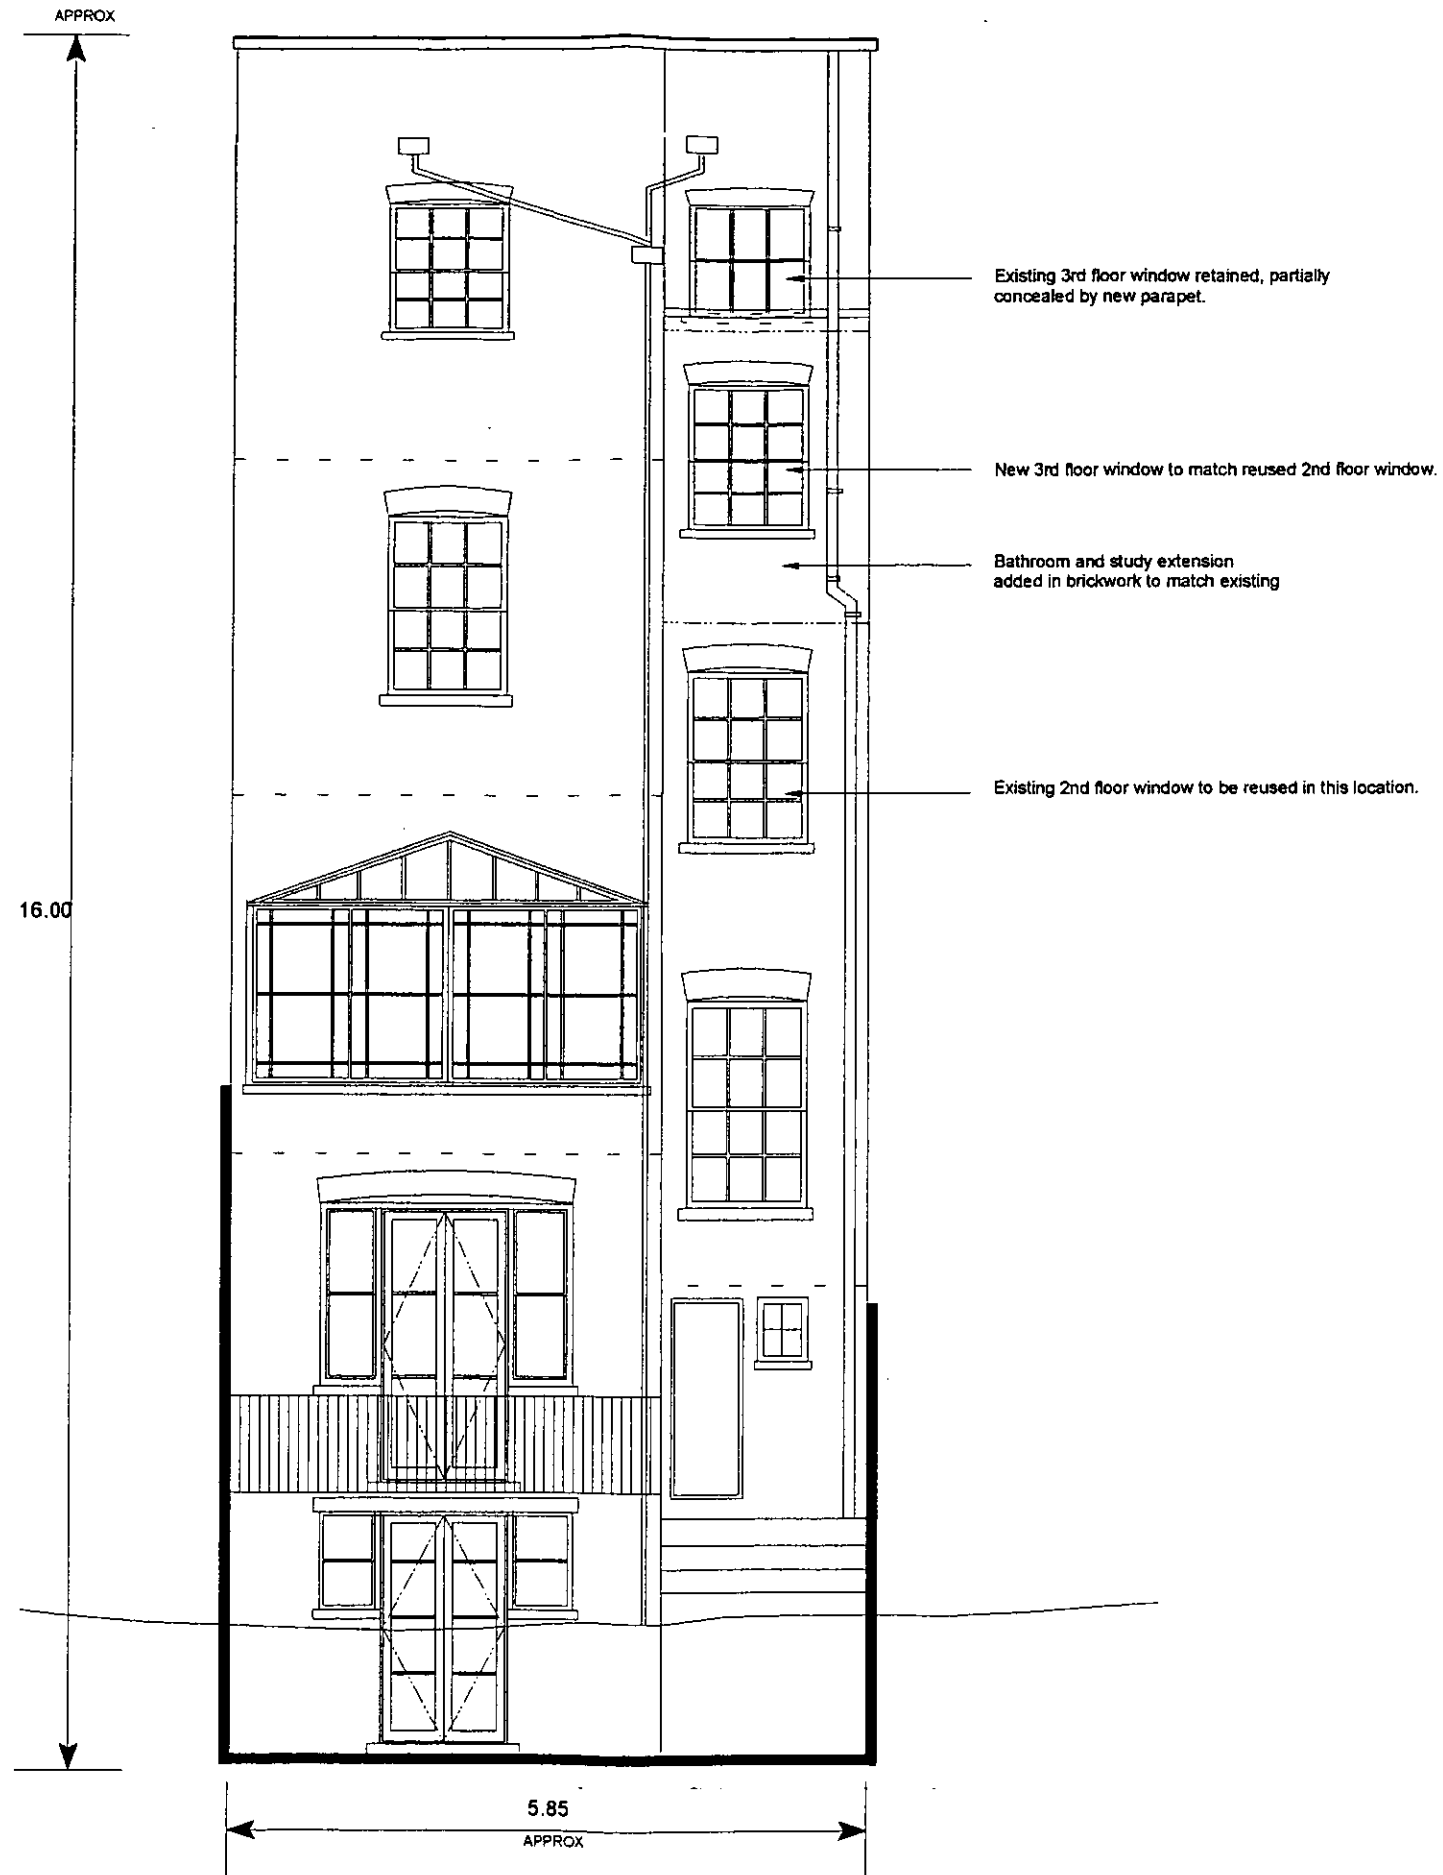 APPROX
Existing 3rd floor window retained, partially
concealed by new parapet.
New 3rd floor window to match reused 2nd floor window.
Bathroom and study extension
added in brickwork to match existing
Existing 2nd floor window to be reused in this location.
16.00
5.85
APPROX